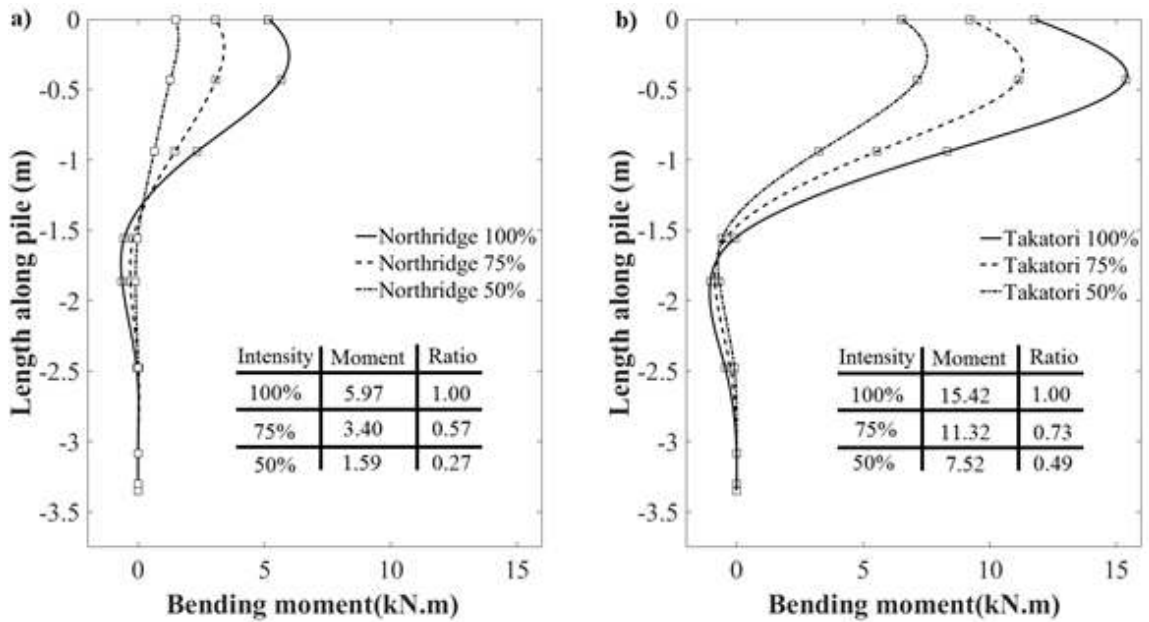 a)
0
-0.5
-1
-1.5
-2
-2.5
-3
-3.5
Length along pile (m)
Northridge 100%
Northridge 75%
Northridge 50%
Intensity Moment Ratio
100% 5.97 1.00
75% 3.40 0.57
50% 1.59 0.27
0 5 10 15
Bending moment(kN.m)
b)
0
-0.5
-1
-1.5
-2
-2.5
-3
-3.5
Length along pile (m)
Takatori 100%
Takatori 75%
Takatori 50%
Intensity Moment Ratio
100% 15.42 1.00
75% 11.32 0.73
50% 7.52 0.49
0 5 10 15
Bending moment(kN.m)